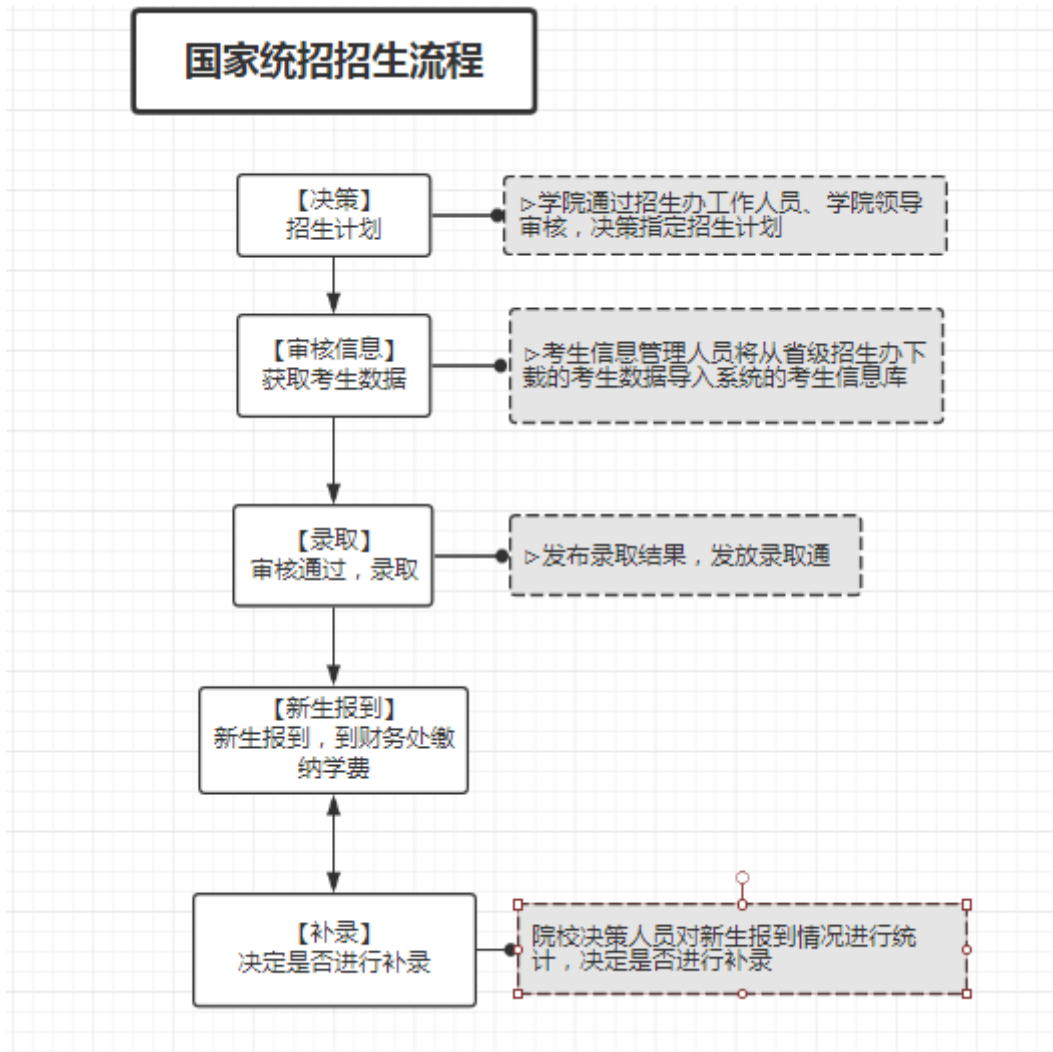 国家统招招生流程
【决策】
招生计划
▷学院通过招生办工作人员、学院领导
审核，决策指定招生计划
【审核信息】
获取考生数据
▷考生信息管理人员将从省级招生办下
载的考生数据导入系统的考生信息库
【录取】
审核通过，录取
▷发布录取结果，发放录取通
【新生报到】
新生报到，到财务处缴
纳学费
【补录】
决定是否进行补录
院校决策人员对新生报到情况进行统
计，决定是否进行补录